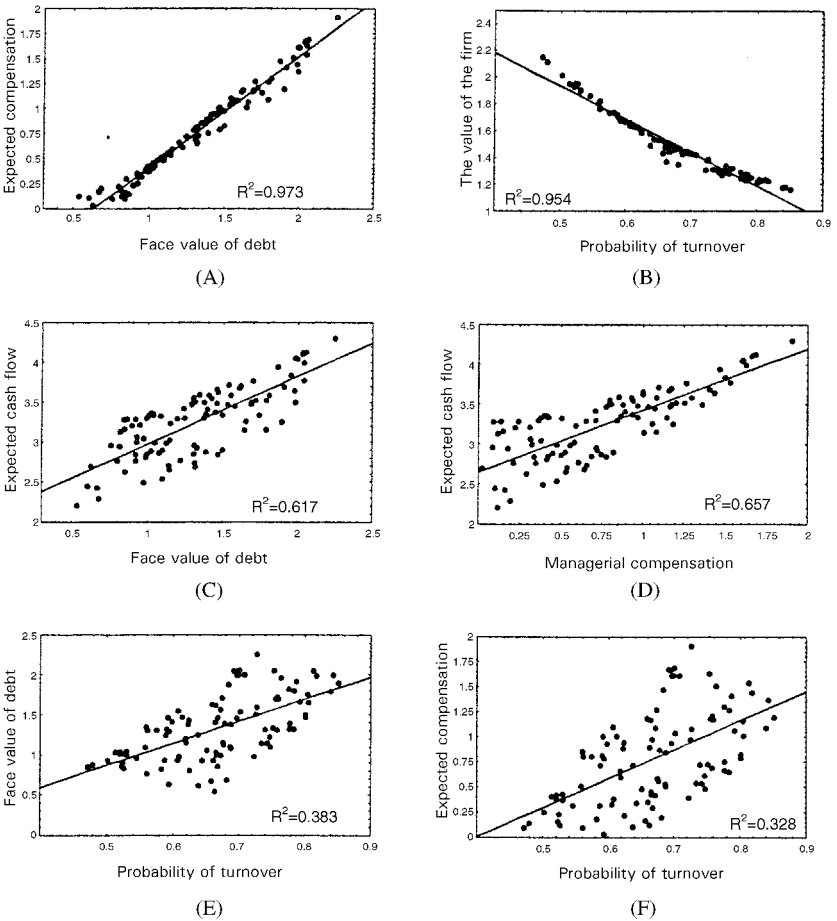 Expected compensation
2
1.75
1.5
1.25
1
0.75
0.5
0.25
0
0.5 1 1.5 2 2.5
R²=0.973
Face value of debt
(A)
The value of the firm
2.4
2.2
2
1.8
1.6
1.4
1.2
1
0.5 0.6 0.7 0.8 0.9
R²=0.954
Probability of turnover
(B)
Expected cash flow
4.5
4
3.5
3
2.5
2
0.5 1 1.5 2 2.5
R²=0.617
Face value of debt
(C)
Expected cash flow
4.5
4
3.5
3
2.5
2
0.25 0.5 0.75 1 1.25 1.5 1.75 2
R²=0.657
Managerial compensation
(D)
Face value of debt
2.5
2
1.5
1
0.5
0
0.5 0.6 0.7 0.8 0.9
R²=0.383
Probability of turnover
(E)
Expected compensation
2
1.75
1.5
1.25
1
0.75
0.5
0.25
0
0.5 0.6 0.7 0.8 0.9
R²=0.328
Probability of turnover
(F)